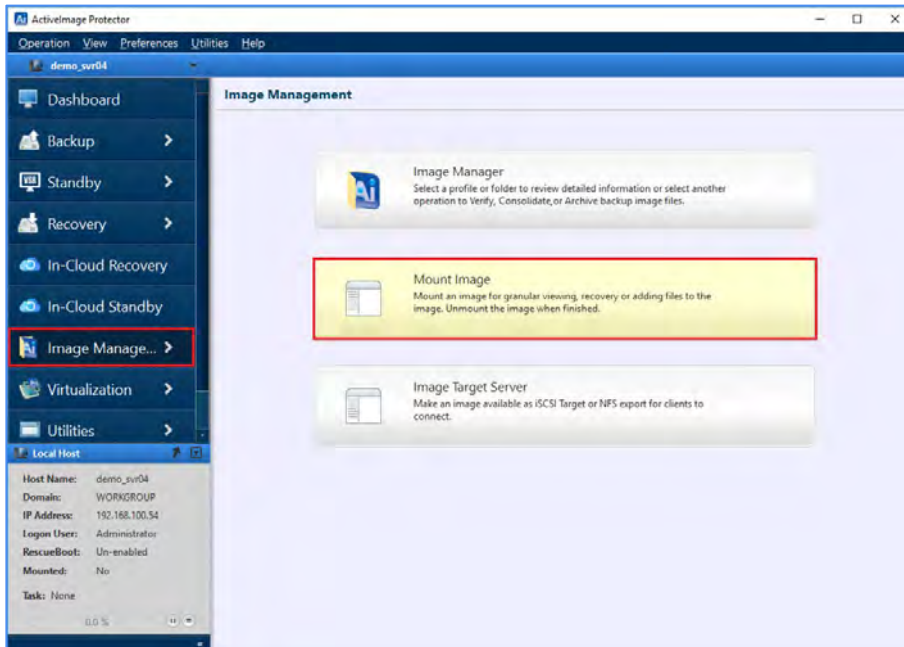 ActiveImage Protector
Operation View Preferences Utilities Help
demo_svr04
Dashboard
Backup
Standby
Recovery
In-Cloud Recovery
In-Cloud Standby
Image Manage...
Virtualization
Utilities
Local Host
Host Name: demo_svr04
Domain: WORKGROUP
IP Address: 192.168.100.54
Logon User: Administrator
RescueBoot: Un-enabled
Mounted: No
Task: None
0.0 %
Image Management
Image Manager
Select a profile or folder to review detailed information or select another
operation to Verify, Consolidate,or Archive backup image files.
Mount Image
Mount an image for granular viewing, recovery or adding files to the
image. Unmount the image when finished.
Image Target Server
Make an image available as iSCSI Target or NFS export for clients to
connect.